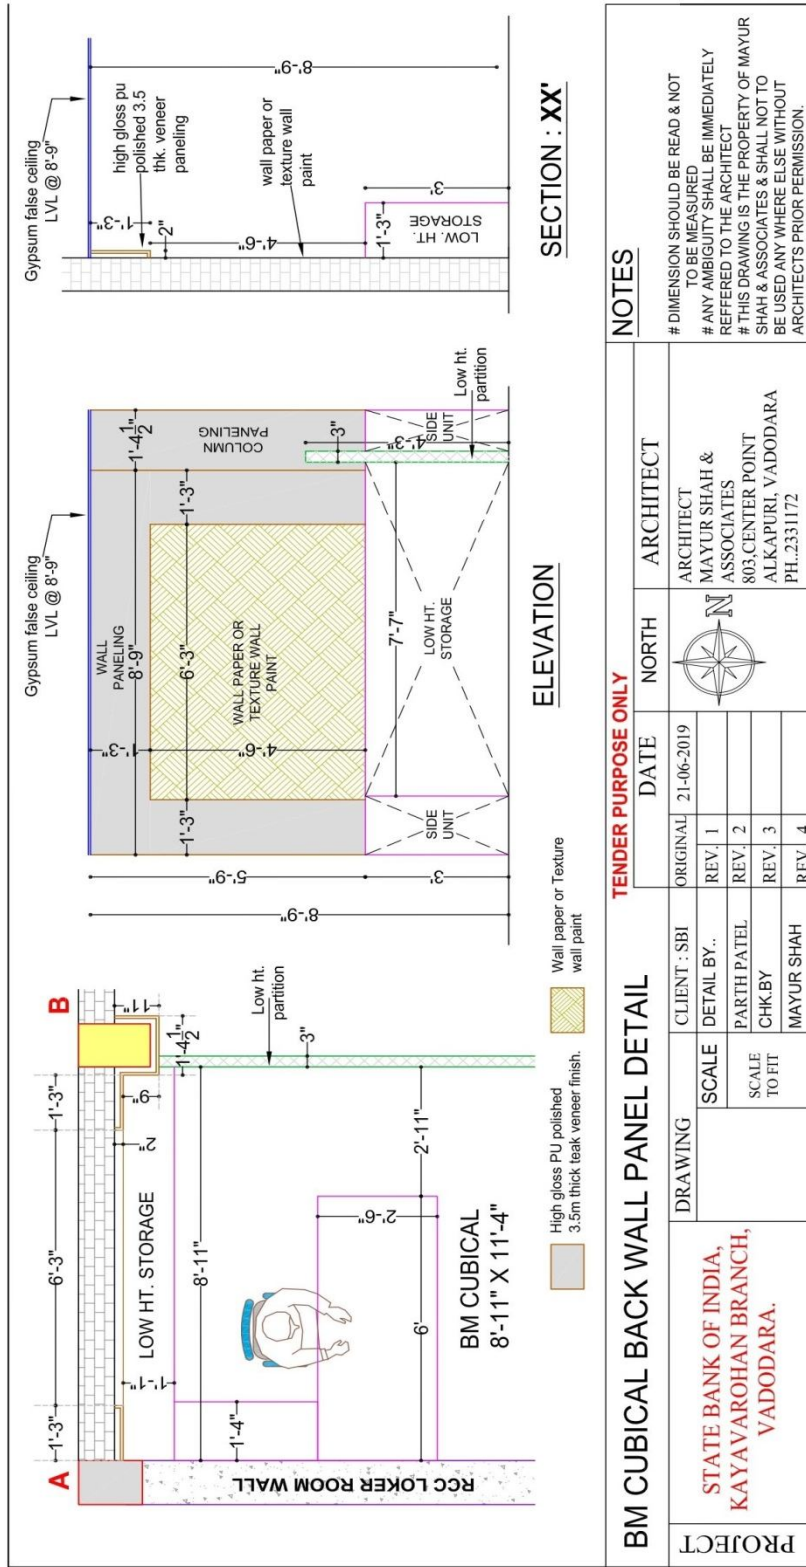 A
B
1'-3"
6'-3"
1'-3"
2"
9"
11"
1'-4 1/2"
LOW HT. STORAGE
1'-1"
8'-11"
Low ht.
partition
3"
1'-4"
2'-6"
2'-11"
6'
RCC LOKER ROOM WALL
BM CUBICAL
8'-11" X 11'-4"
High gloss PU polished
3.5m thick teak veneer finish.
Wall paper or Texture
wall paint
Gypsum false ceiling
LVL @ 8'-9"
8'-9"
5'-9"
3'
1'-3"
WALL
PANELING
8'-9"
1'-4 1/2"
COLUMN
PANELING
1'-3"
6'-3"
1'-3"
WALL PAPER OR
TEXTURE WALL
PAINT
4'-6"
SIDE
UNIT
7'-7"
LOW HT.
STORAGE
3"
4'-3"
SIDE
UNIT
Low ht.
partition
ELEVATION
Gypsum false ceiling
LVL @ 8'-9"
1'-3"
high gloss pu
polished 3.5
thk. veneer
paneling
2"
8'-9"
4'-6"
wall paper or
texture wall
paint
1'-3"
LOW. HT.
STORAGE
3'
SECTION : XX'
BM CUBICAL BACK WALL PANEL DETAIL
TENDER PURPOSE ONLY
PROJECT
STATE BANK OF INDIA,
KAYAVAROHAN BRANCH,
VADODARA.
DRAWING
SCALE
SCALE
TO FIT
CLIENT : SBI
DETAIL BY..
PARTH PATEL
CHK.BY
MAYUR SHAH
DATE
ORIGINAL 21-06-2019
REV. 1
REV. 2
REV. 3
REV. 4
NORTH
N
ARCHITECT
ARCHITECT
MAYUR SHAH &
ASSOCIATES
803,CENTER POINT
ALKAPURI, VADODARA
PH..2331172
NOTES
# DIMENSION SHOULD BE READ & NOT
TO BE MEASURED
# ANY AMBIGUITY SHALL BE IMMEDIATELY
REFFERED TO THE ARCHITECT
# THIS DRAWING IS THE PROPERTY OF MAYUR
SHAH & ASSOCIATES & SHALL NOT TO
BE USED ANY WHERE ELSE WITHOUT
ARCHITECTS PRIOR PERMISSION.